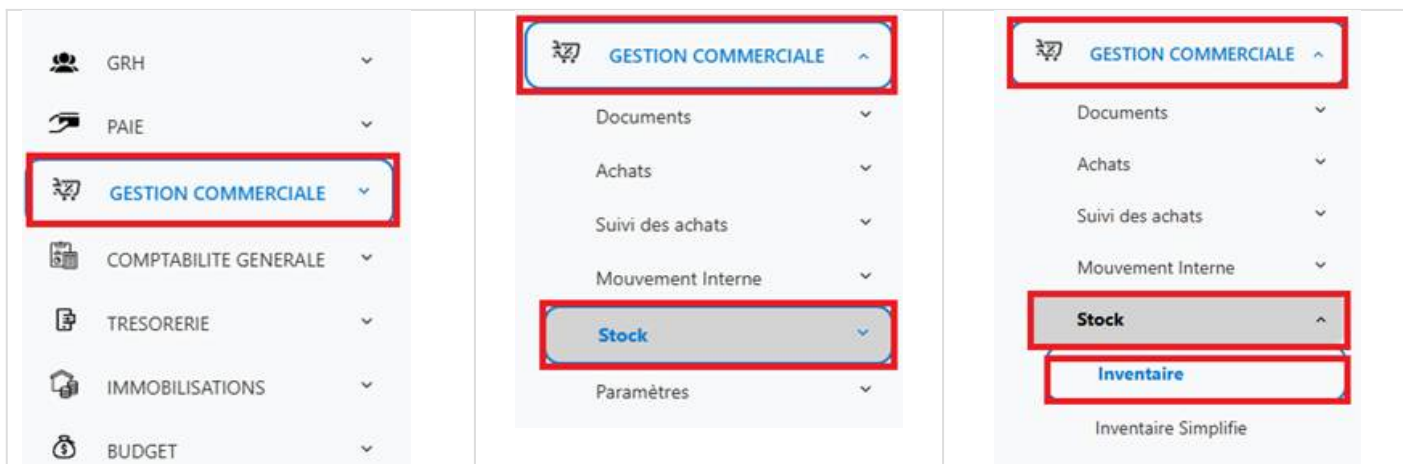 GRH
PAIE
GESTION COMMERCIALE
COMPTABILITE GENERALE
TRESORERIE
IMMOBILISATIONS
BUDGET
GESTION COMMERCIALE
Documents
Achats
Suivi des achats
Mouvement Interne
Stock
Paramètres
GESTION COMMERCIALE
Documents
Achats
Suivi des achats
Mouvement Interne
Stock
Inventaire
Inventaire Simplifie